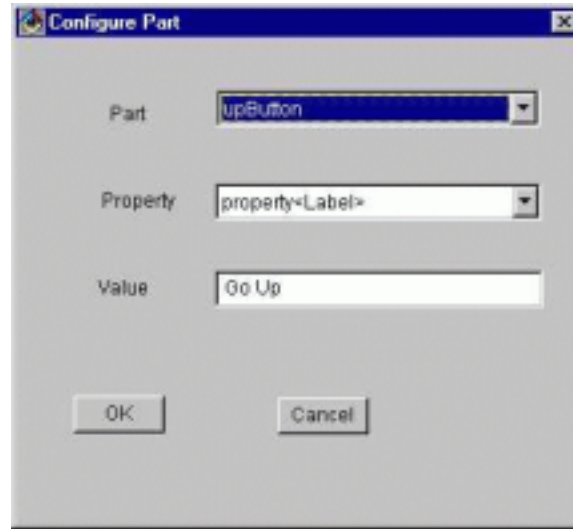 Configure Part
Part upButton
Property property<Label>
Value Go Up
OK Cancel